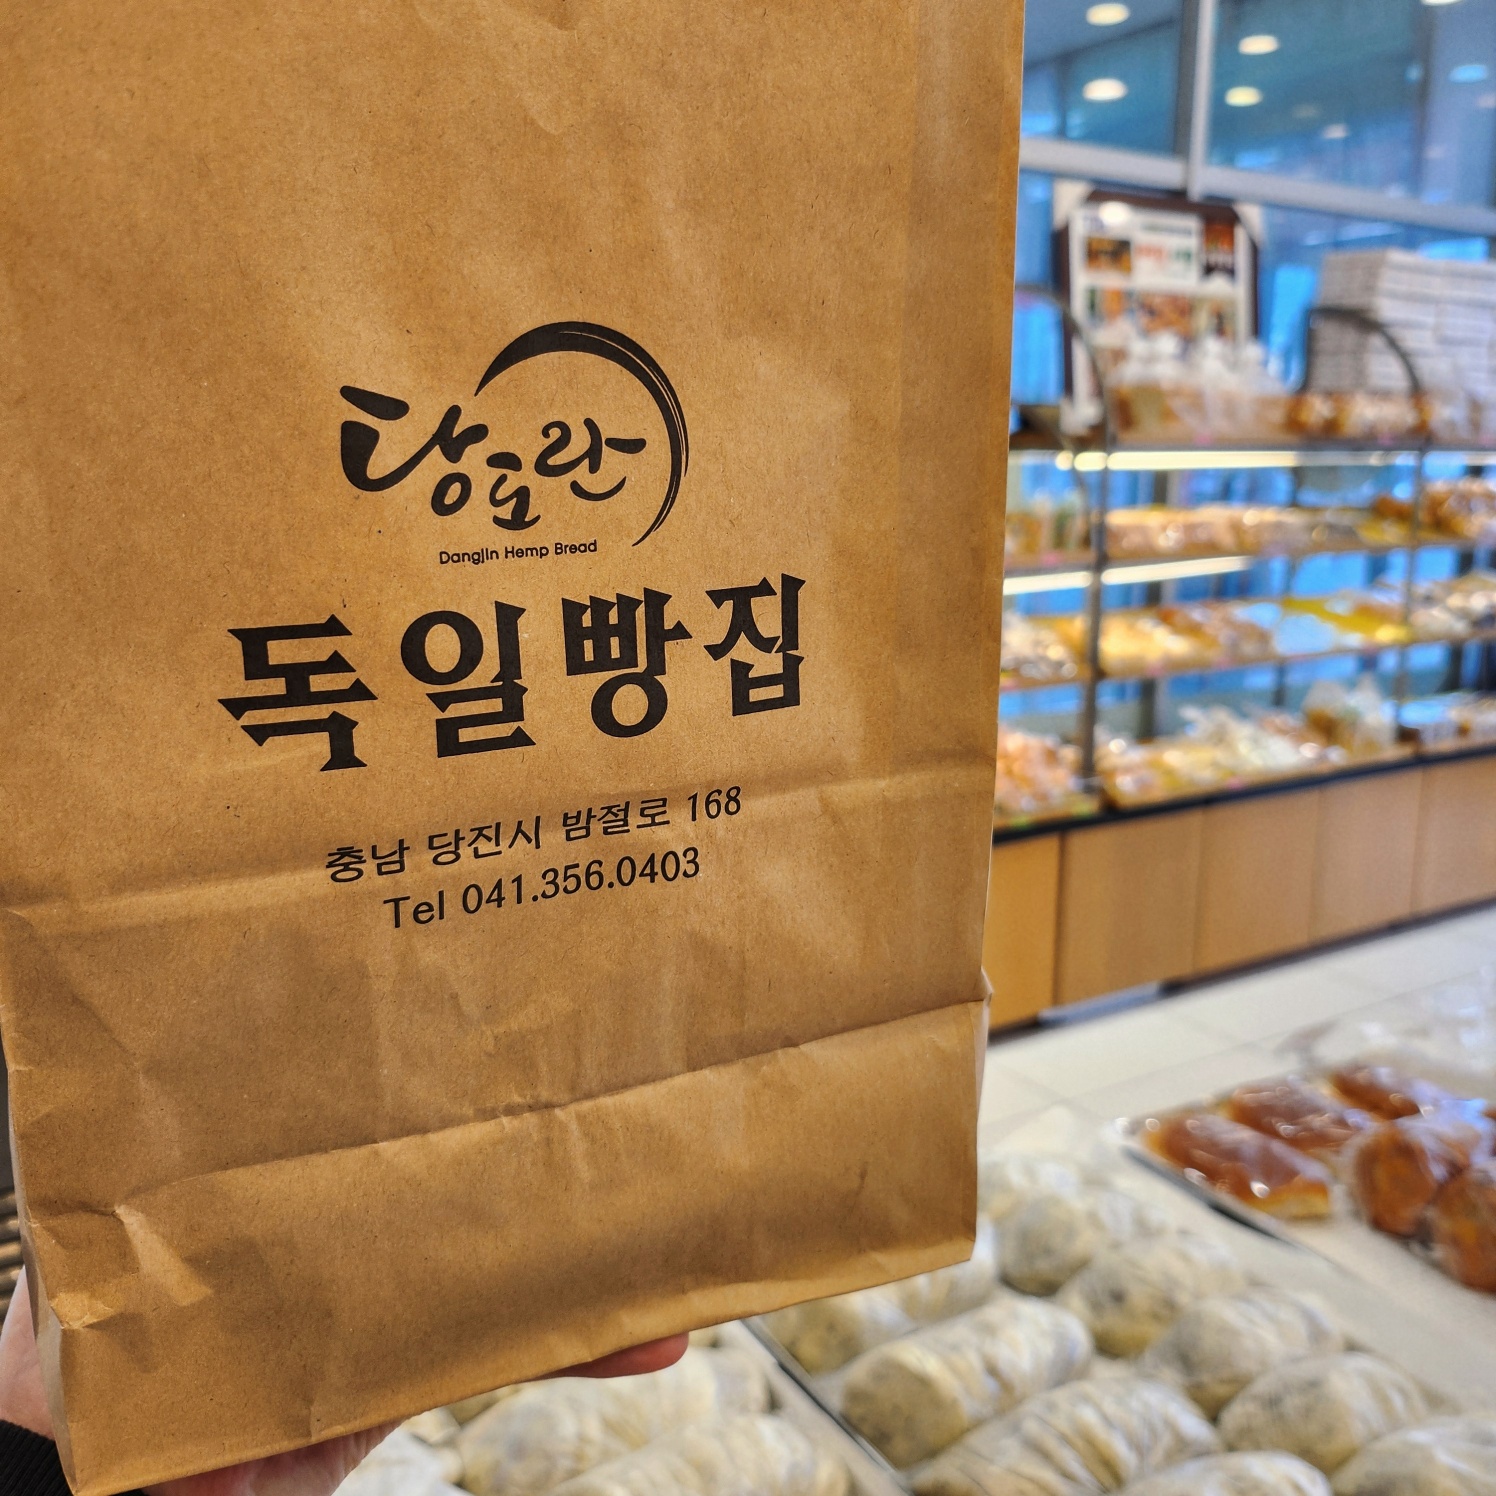 당토란
Dangjin Hemp Bread
독일빵집
충남 당진시 밤절로 168
Tel 041.356.0403